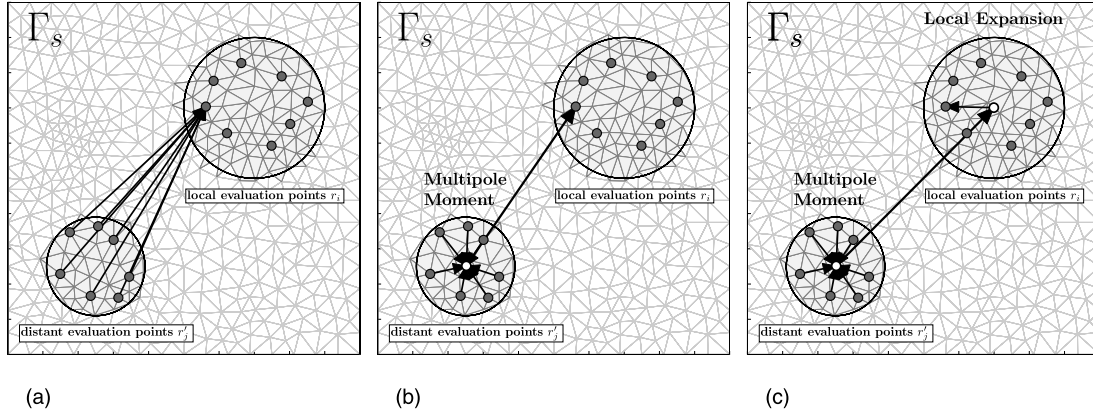 Γs
local evaluation points ri
distant evaluation points r′j
(a)
Γs
local evaluation points ri
Multipole
Moment
distant evaluation points r′j
(b)
Γs
Local Expansion
local evaluation points ri
Multipole
Moment
distant evaluation points r′j
(c)